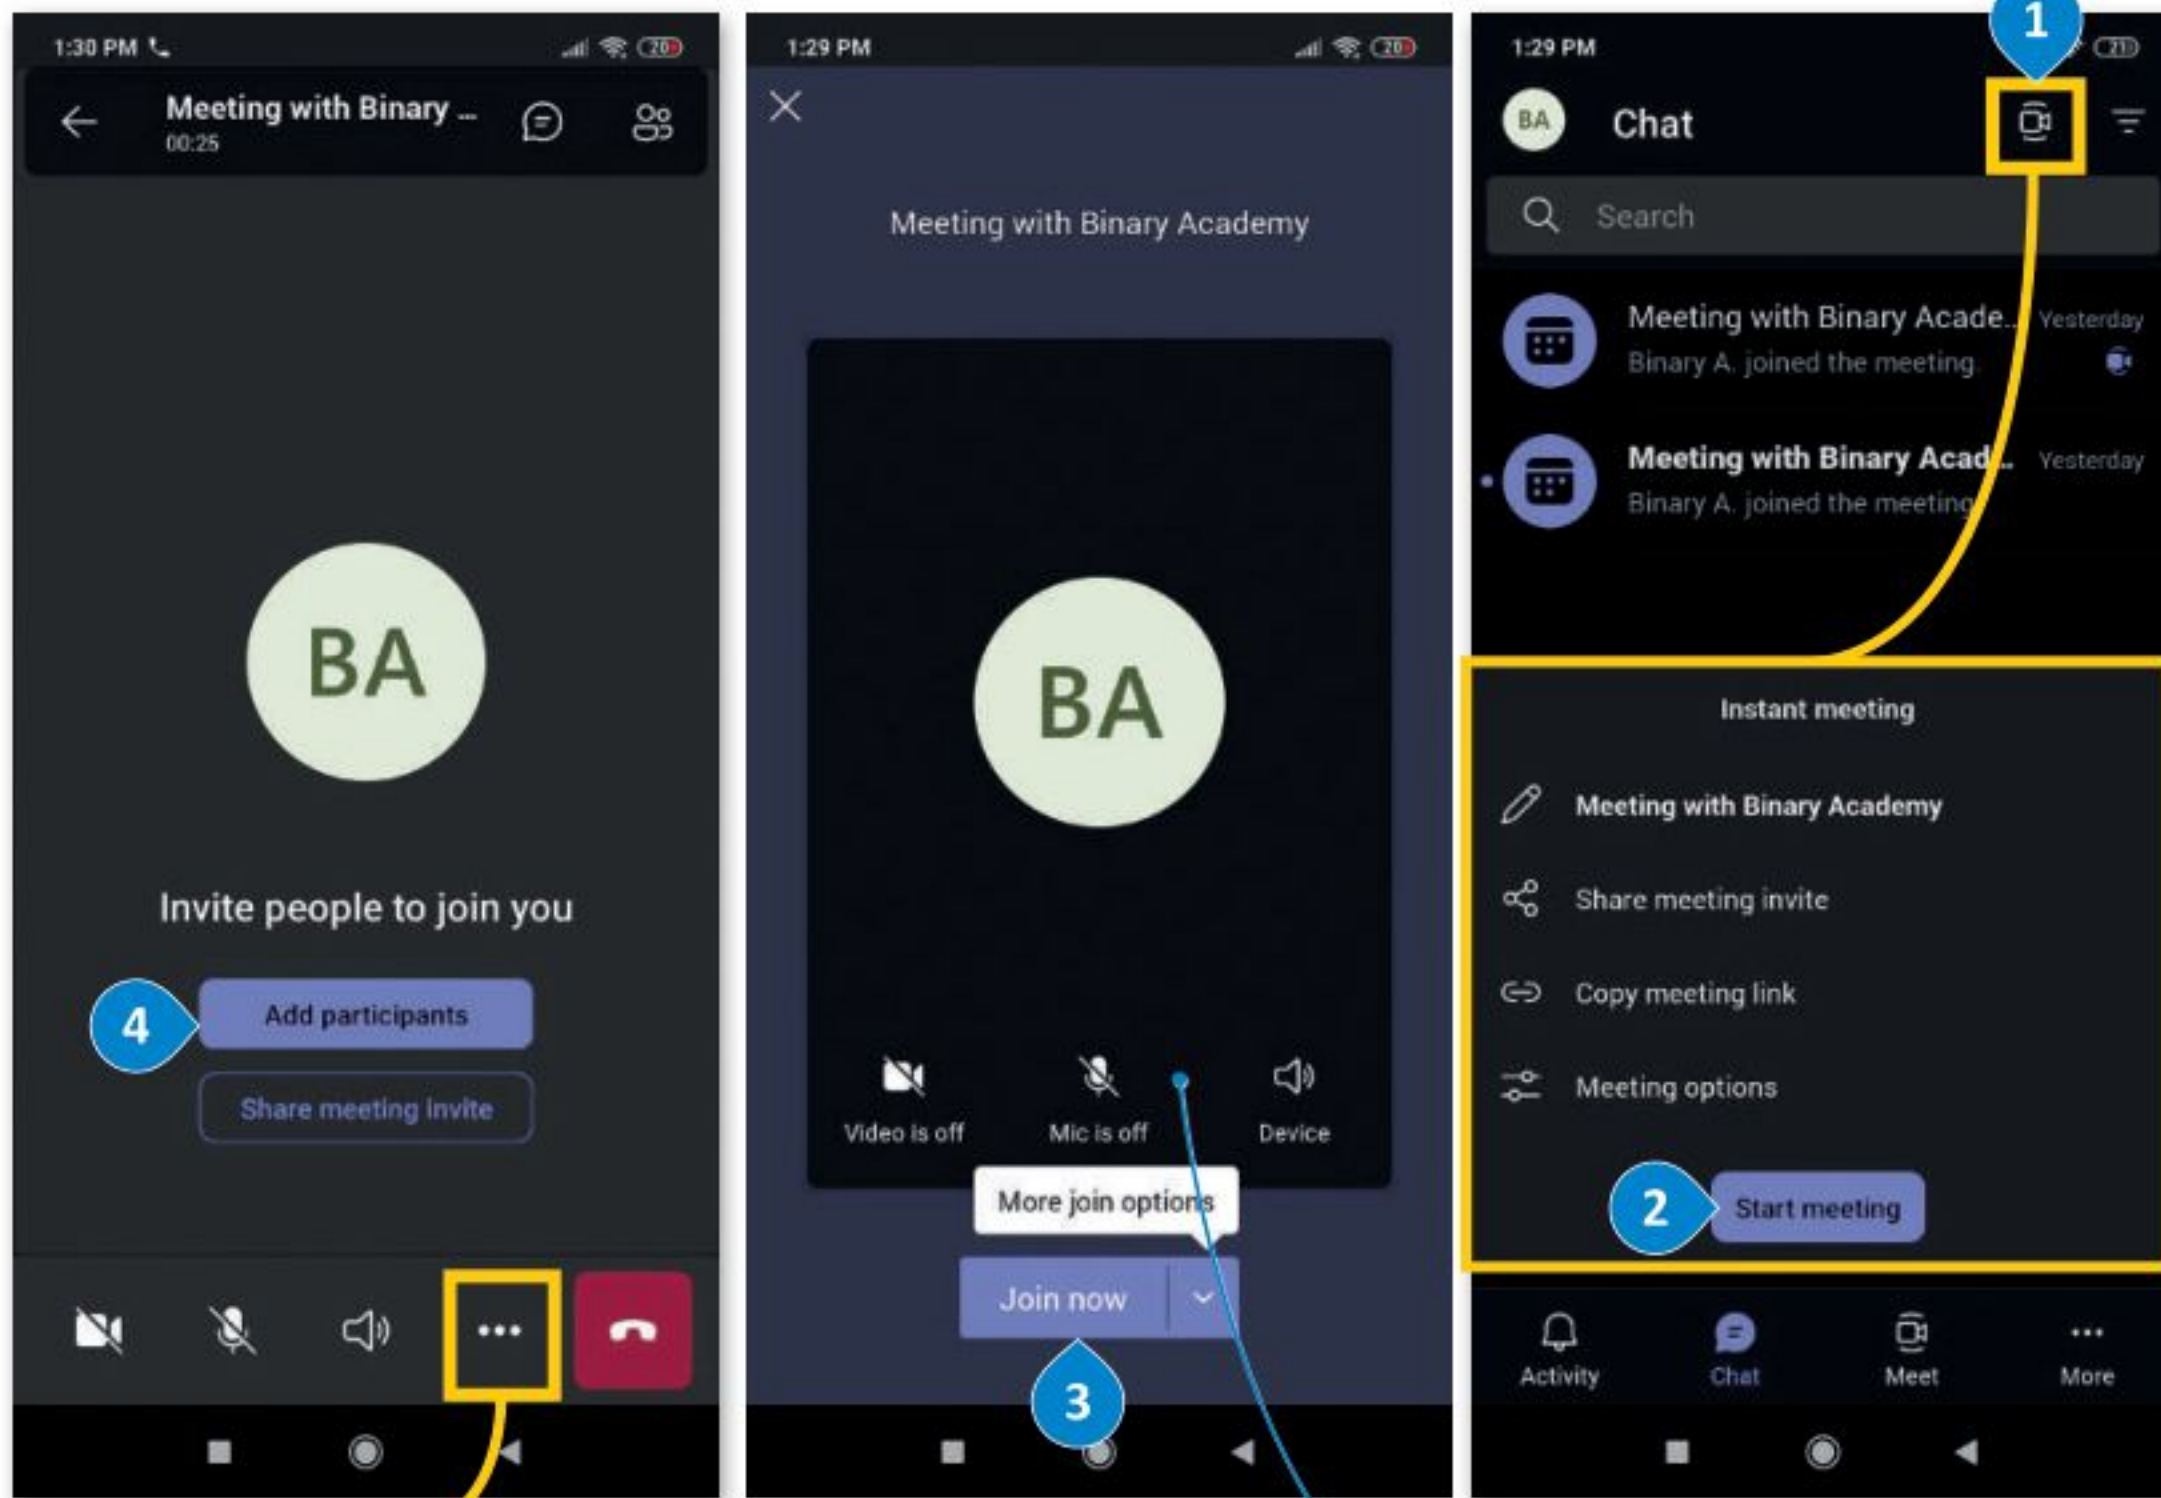 1:30 PM
20
Meeting with Binary ...
00:25
BA
Invite people to join you
4
Add participants
Share meeting invite
1:29 PM
20
Meeting with Binary Academy
BA
Video is off
Mic is off
Device
More join options
Join now
3
1
1:29 PM
21
BA
Chat
Search
Meeting with Binary Acade..
Yesterday
Binary A. joined the meeting.
Meeting with Binary Acad..
Yesterday
Binary A. joined the meeting
Instant meeting
Meeting with Binary Academy
Share meeting invite
Copy meeting link
Meeting options
2
Start meeting
Activity
Chat
Meet
More